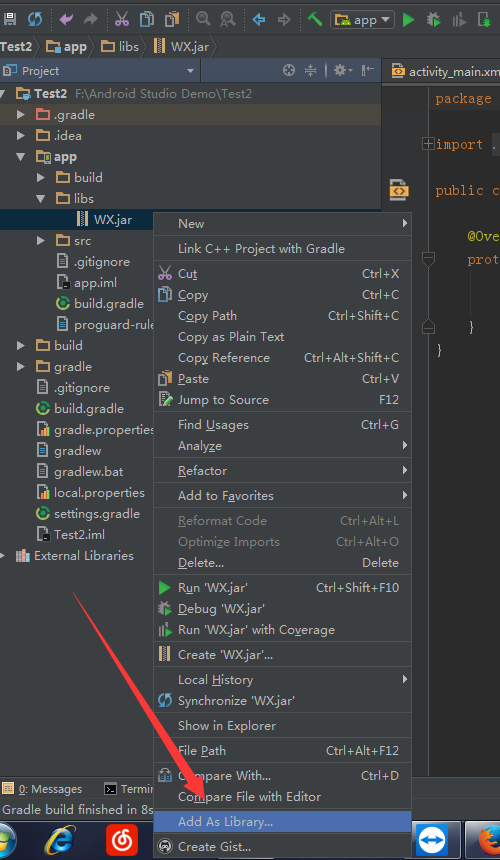 app
Test2 app libs WX.jar
Project
activity_main.xm
Test2 F:\Android Studio Demo\Test2
.gradle
.idea
app
build
libs
WX.jar
src
.gitignore
app.iml
build.gradle
proguard-rule
build
gradle
.gitignore
build.gradle
gradle.properties
gradlew
gradlew.bat
local.properties
settings.gradle
Test2.iml
External Libraries
package
import .
public c
@Ove
prot
}
}
New
Link C++ Project with Gradle
Cut Ctrl+X
Copy Ctrl+C
Copy Path Ctrl+Shift+C
Copy as Plain Text
Copy Reference Ctrl+Alt+Shift+C
Paste Ctrl+V
Jump to Source F12
Find Usages Ctrl+G
Analyze
Refactor
Add to Favorites
Reformat Code Ctrl+Alt+L
Optimize Imports Ctrl+Alt+O
Delete... Delete
Run 'WX.jar' Ctrl+Shift+F10
Debug 'WX.jar'
Run 'WX.jar' with Coverage
Create 'WX.jar'...
Local History
Synchronize 'WX.jar'
Show in Explorer
File Path Ctrl+Alt+F12
Compare With... Ctrl+D
Compare File with Editor
Add As Library...
Create Gist...
0: Messages Termin
Gradle build finished in 8s